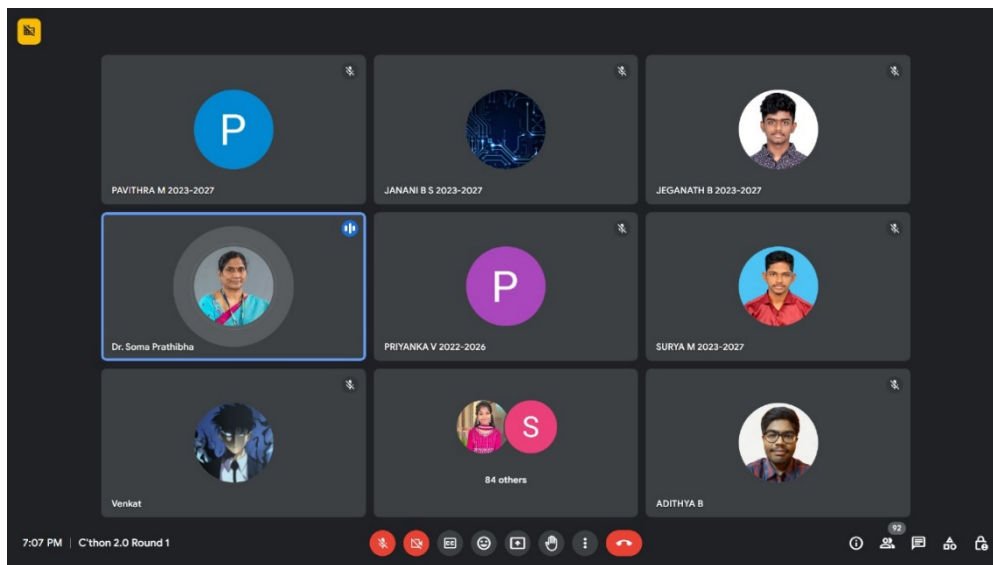 P
PAVITHRA M 2023-2027
JANANI B S 2023-2027
JEGANATH B 2023-2027
Dr. Soma Prathibha
P
PRIYANKA V 2022-2026
SURYA M 2023-2027
Venkat
S
84 others
ADITHYA B
7:07 PM | C'thon 2.0 Round 1
CC
92